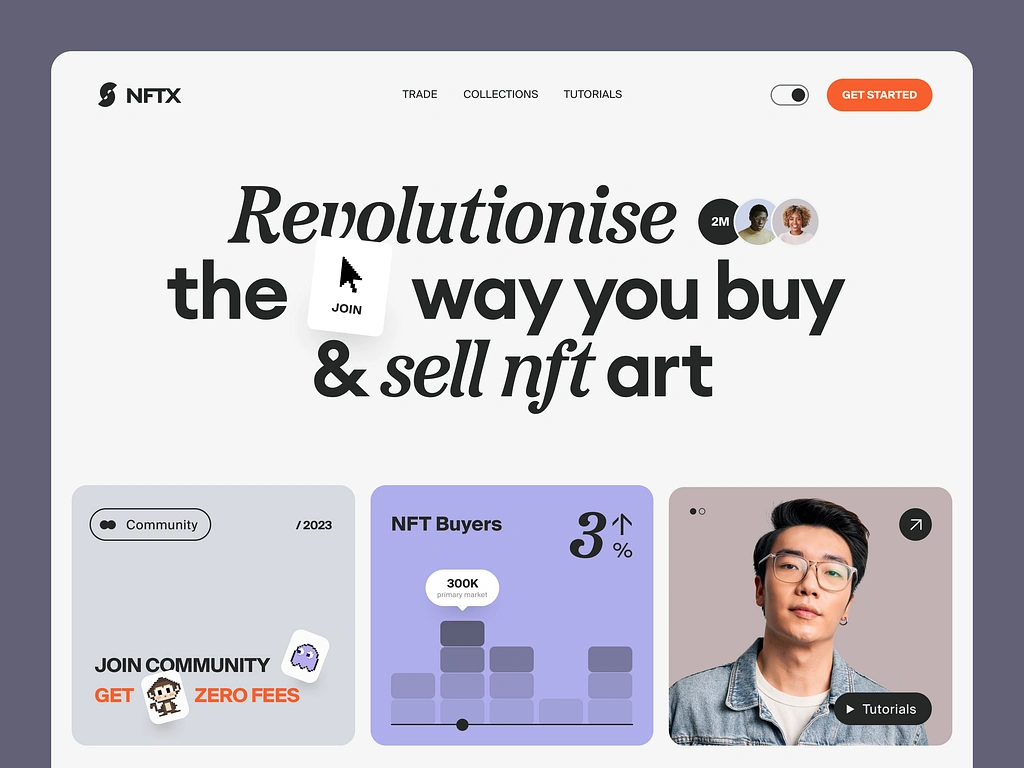 NFTX
TRADE COLLECTIONS TUTORIALS
GET STARTED
Revolutionise 2M
the JOIN way you buy
& sell nft art
Community / 2023
JOIN COMMUNITY
GET ZERO FEES
NFT Buyers 3 %
300K
primary market
Tutorials